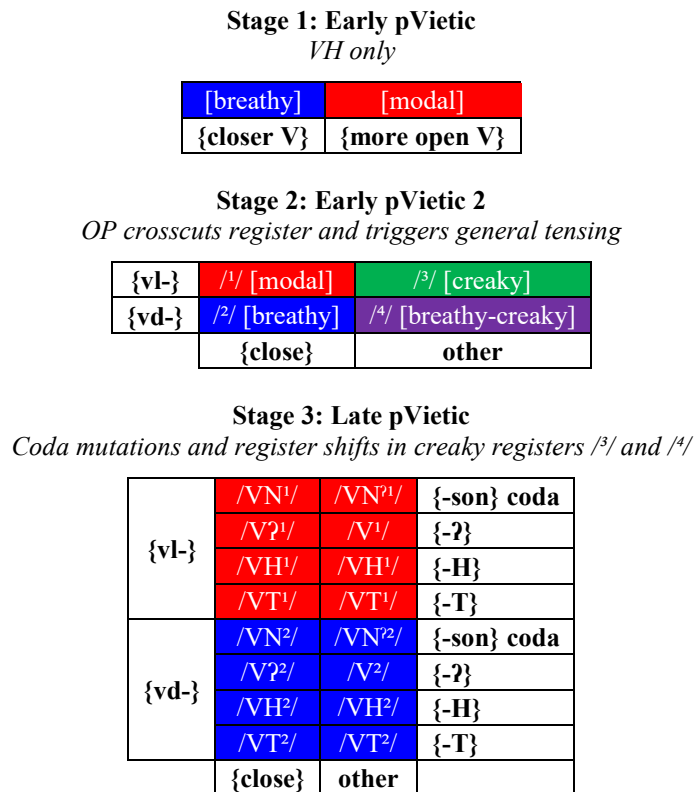 Stage 1: Early pVietic
VH only
[breathy] [modal]
{closer V} {more open V}
Stage 2: Early pVietic 2
OP crosscuts register and triggers general tensing
{vl-} /¹/ [modal] /³/ [creaky]
{vd-} /²/ [breathy] /⁴/ [breathy-creaky]
{close} other
Stage 3: Late pVietic
Coda mutations and register shifts in creaky registers /³/ and /⁴/
{vl-} /VN¹/ /VNˀ¹/ {-son} coda
/Vʔ¹/ /V¹/ {-ʔ}
/VH¹/ /VH¹/ {-H}
/VT¹/ /VT¹/ {-T}
{vd-} /VN²/ /VNˀ²/ {-son} coda
/Vʔ²/ /V²/ {-ʔ}
/VH²/ /VH²/ {-H}
/VT²/ /VT²/ {-T}
{close} other